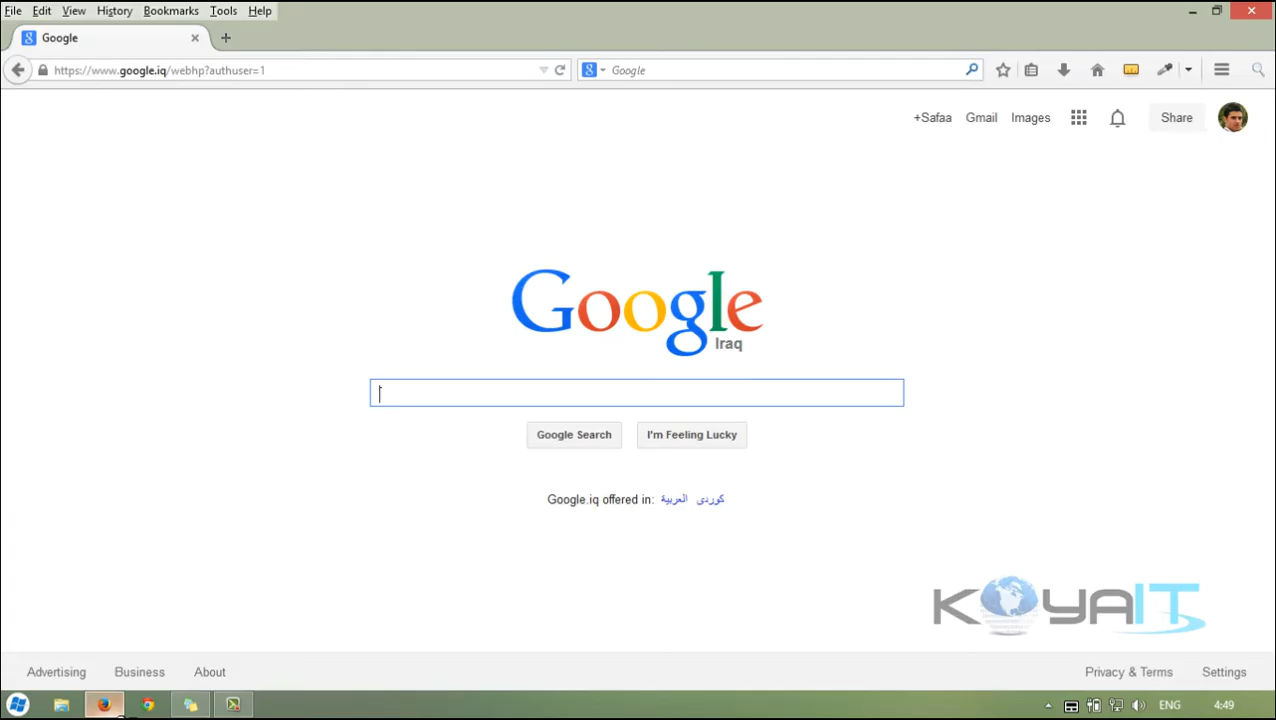 File Edit View History Bookmarks Tools Help
Google
https://www.google.iq/webhp?authuser=1
Google
+Safaa Gmail Images Share
Google
Iraq
Google Search I'm Feeling Lucky
Google.iq offered in: العربية کوردی
KOYAIT
Advertising Business About Privacy & Terms Settings
ENG 4:49